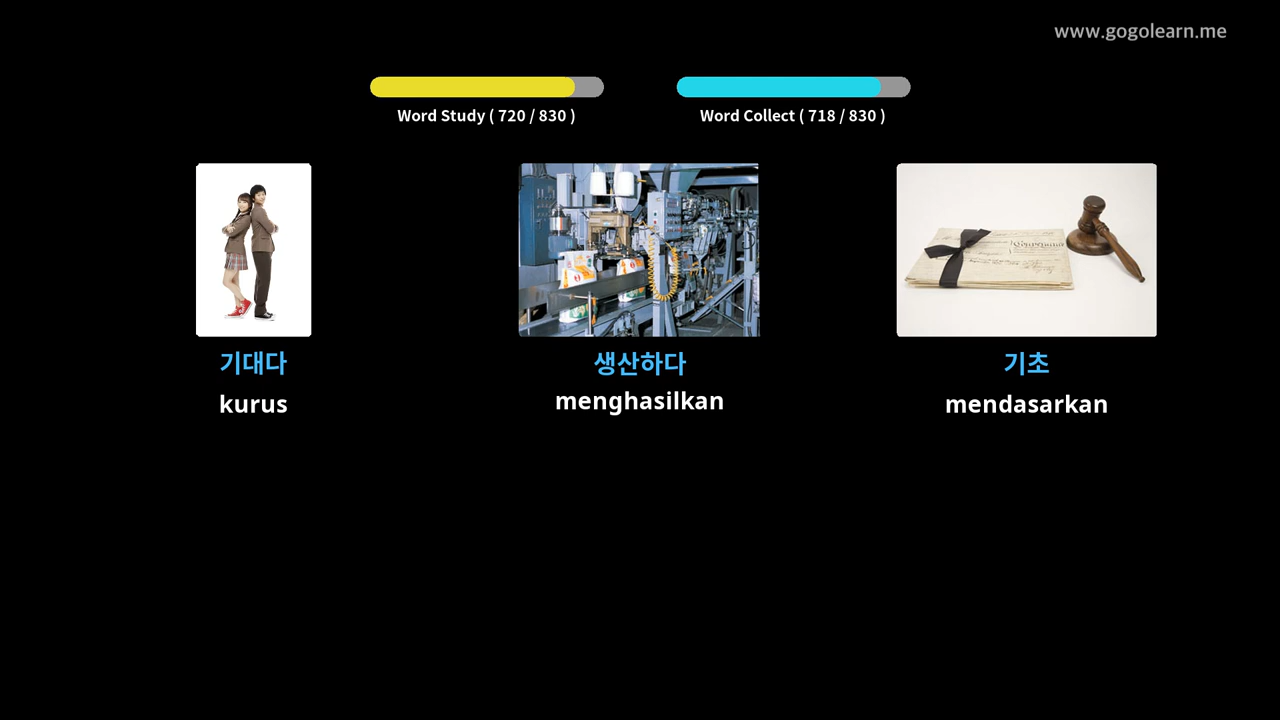 www.gogolearn.me
Word Study ( 720 / 830 )
Word Collect ( 718 / 830 )
기대다
kurus
생산하다
menghasilkan
기초
mendasarkan